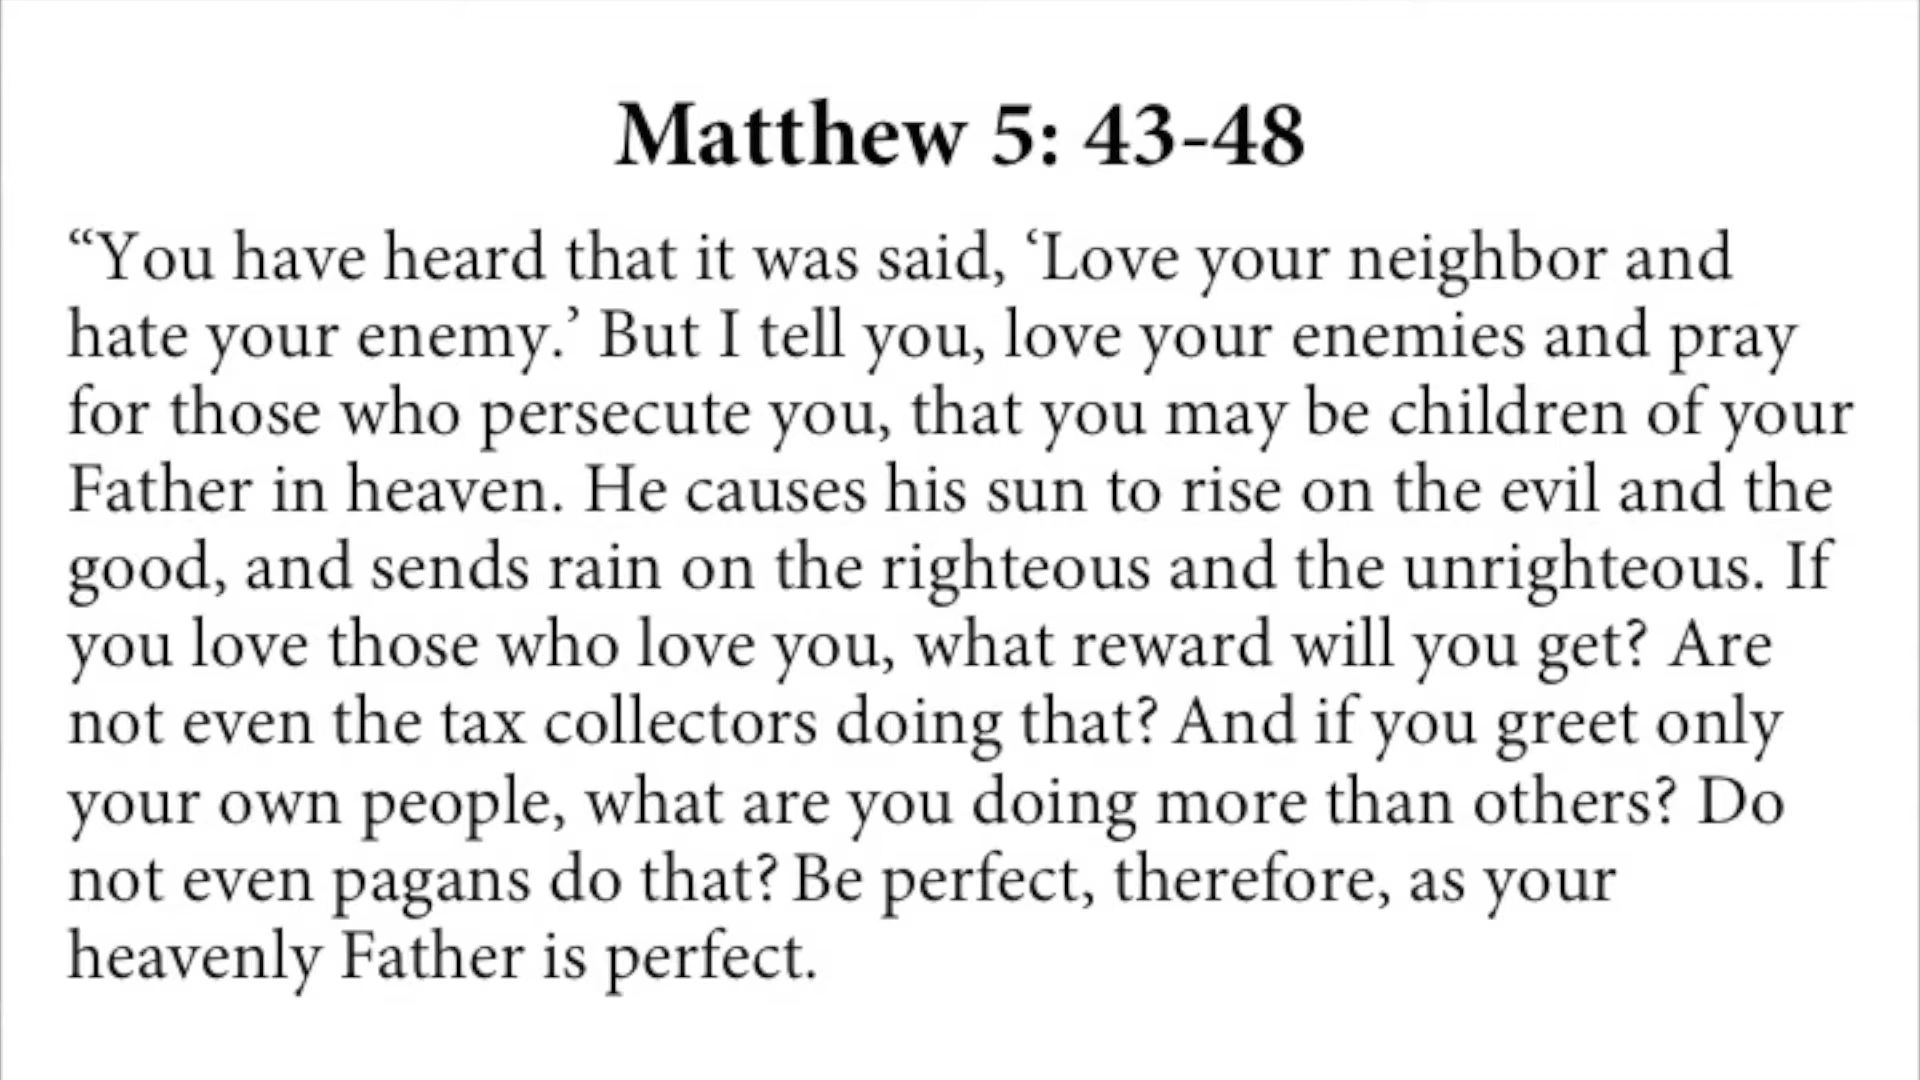 Matthew 5: 43-48
“You have heard that it was said, ‘Love your neighbor and
hate your enemy.’ But I tell you, love your enemies and pray
for those who persecute you, that you may be children of your
Father in heaven. He causes his sun to rise on the evil and the
good, and sends rain on the righteous and the unrighteous. If
you love those who love you, what reward will you get? Are
not even the tax collectors doing that? And if you greet only
your own people, what are you doing more than others? Do
not even pagans do that? Be perfect, therefore, as your
heavenly Father is perfect.